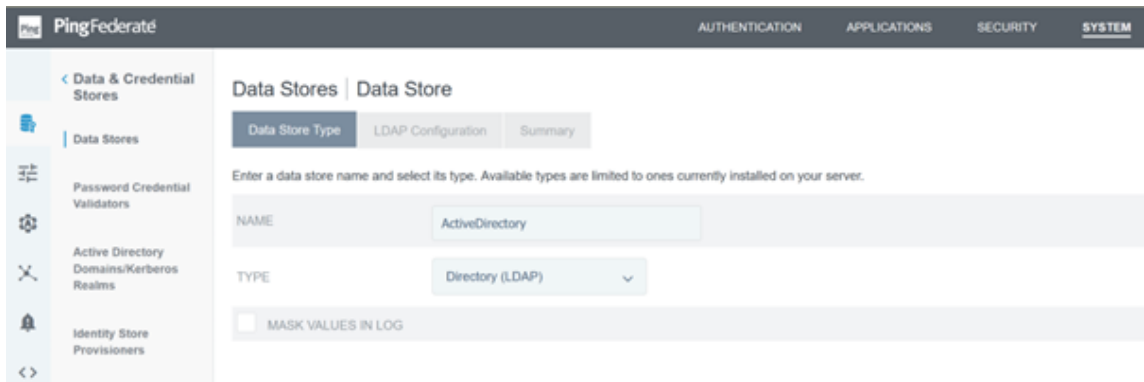 Ping PingFederate AUTHENTICATION APPLICATIONS SECURITY SYSTEM
< Data & Credential
Stores
Data Stores
Password Credential
Validators
Active Directory
Domains/Kerberos
Realms
Identity Store
Provisioners
Data Stores | Data Store
Data Store Type LDAP Configuration Summary
Enter a data store name and select its type. Available types are limited to ones currently installed on your server.
NAME ActiveDirectory
TYPE Directory (LDAP)
MASK VALUES IN LOG